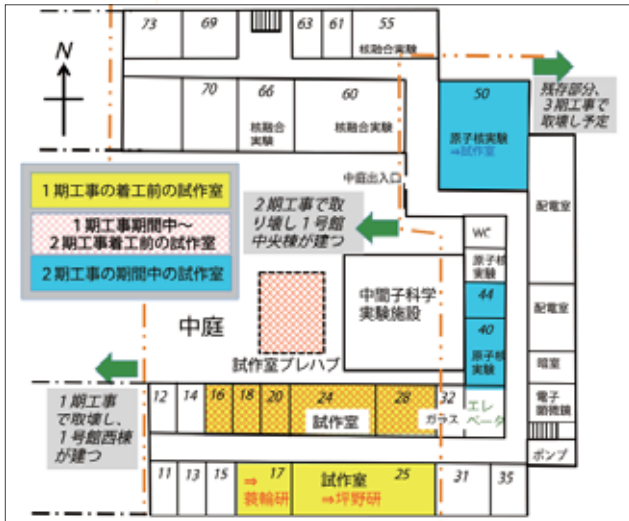 73
69
63
61
55
核融合実験
N
70
66
核融合
実験
60
核融合実験
50
原子核実験
⇒試作室
残存部分、
3期工事で
取壊し予定
中庭出入口
1期工事の着工前の試作室
1期工事期間中～
2期工事着工前の試作室
2期工事の期間中の試作室
2期工事で取
り壊し1号館
中央棟が建つ
配電室
WC
原子核
実験
44
40
原子核
実験
中間子科学
実験施設
中庭
試作室プレハブ
配電室
暗室
電子
顕微鏡
ポンプ
1期工事
で取壊し、
1号館西棟
が建つ
12
14
16
18
20
24
試作室
28
32
ガラス
エレ
ベータ
11
13
15
17
⇒
蓑輪研
試作室
⇒坪野研
25
31
35